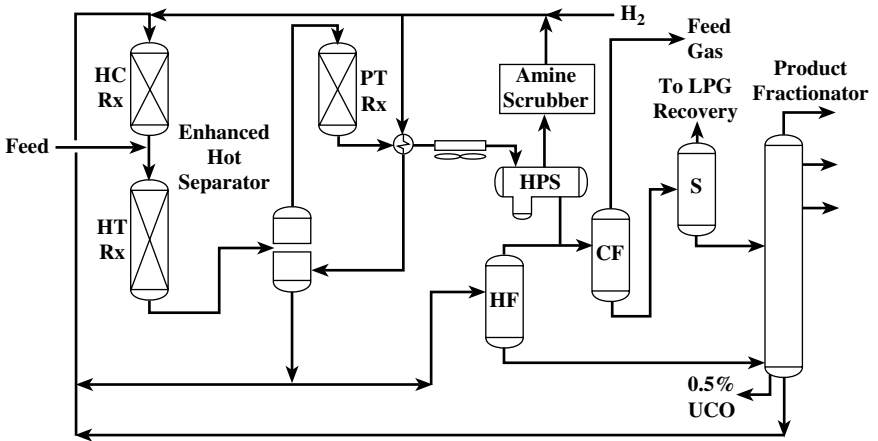 H2
HC
Rx
PT
Rx
Feed
Gas
Amine
Scrubber
To LPG
Recovery
Product
Fractionator
Feed
Enhanced
Hot
Separator
HPS
S
HT
Rx
CF
HF
0.5%
UCO